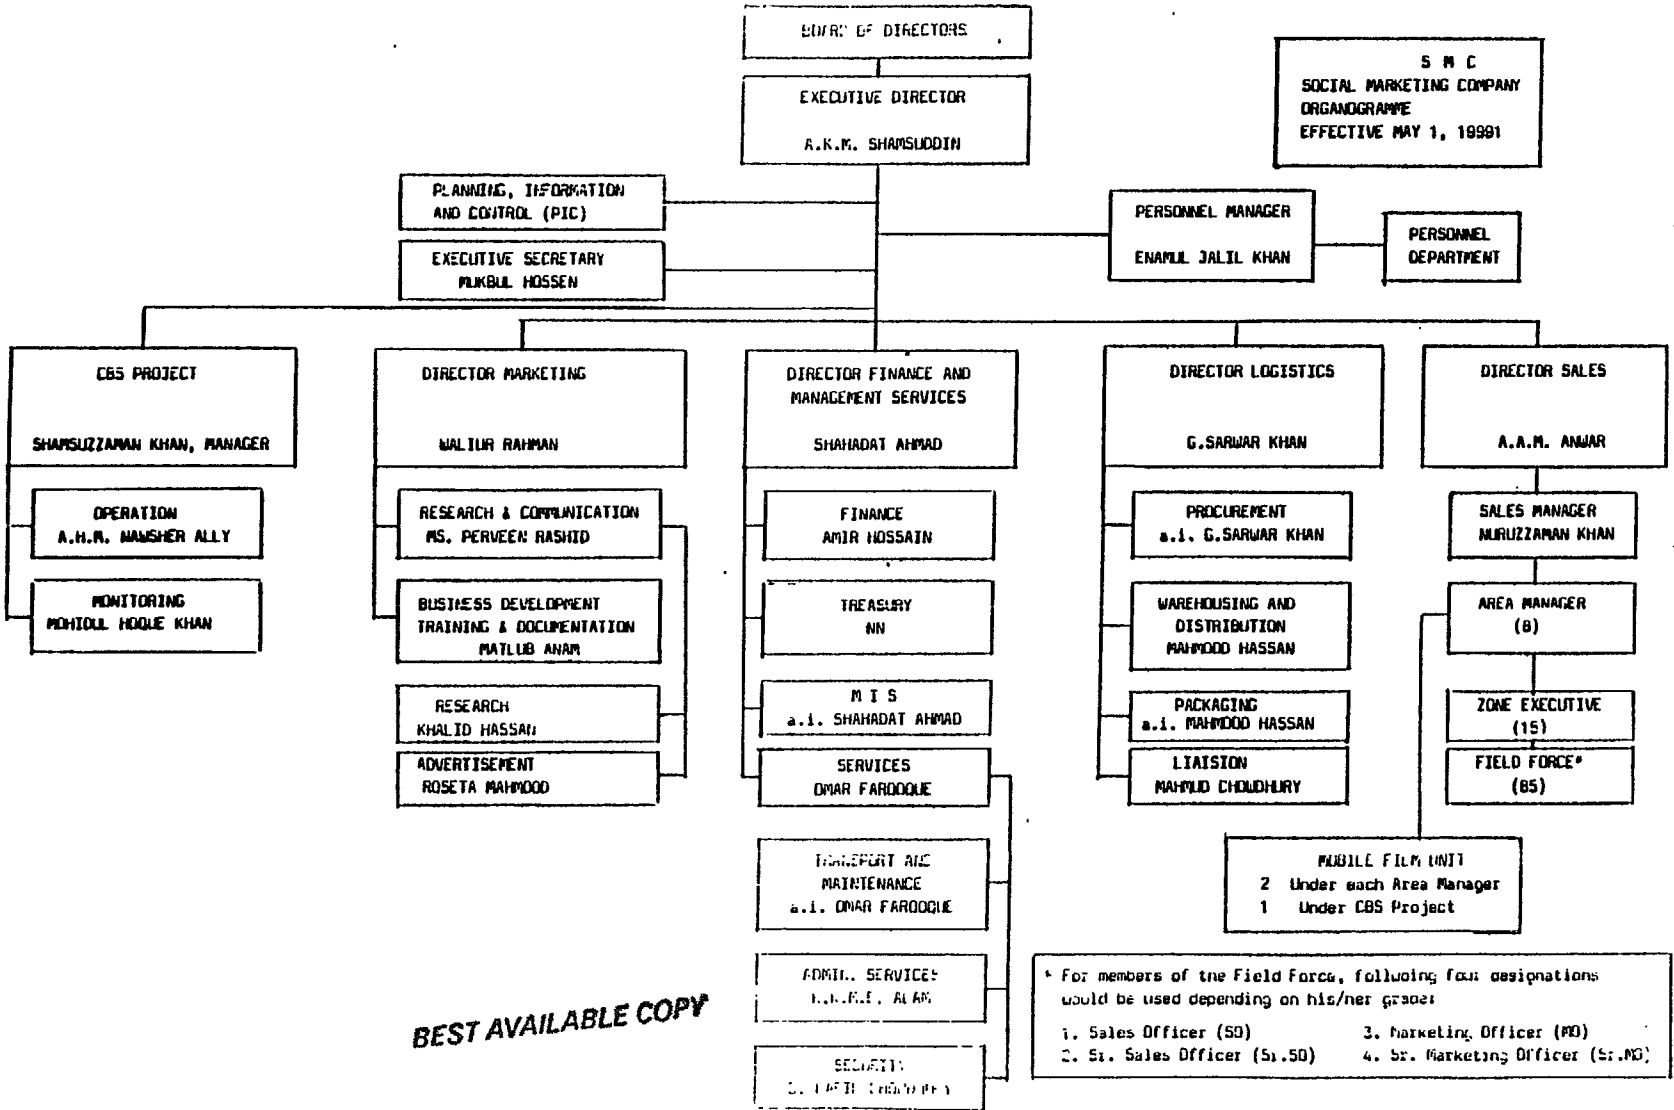 BOARD OF DIRECTORS
EXECUTIVE DIRECTOR
A.K.M. SHAMSUDDIN
S M C
SOCIAL MARKETING COMPANY
ORGANOGRAMME
EFFECTIVE MAY 1, 19991
PLANNING, INFORMATION
AND CONTROL (PIC)
EXECUTIVE SECRETARY
MUKBUL HOSSEN
PERSONNEL MANAGER
ENAMUL JALIL KHAN
PERSONNEL
DEPARTMENT
CBS PROJECT
SHAMSUZZAMAN KHAN, MANAGER
OPERATION
A.H.M. NAWSHER ALLY
MONITORING
MOHIDUL HOQUE KHAN
DIRECTOR MARKETING
WALIUR RAHMAN
RESEARCH & COMMUNICATION
MS. PERVEEN RASHID
BUSINESS DEVELOPMENT
TRAINING & DOCUMENTATION
MATLUB ANAM
RESEARCH
KHALID HASSAN
ADVERTISEMENT
ROSETA MAHMOOD
DIRECTOR FINANCE AND
MANAGEMENT SERVICES
SHAHADAT AHMAD
FINANCE
AMIR HOSSAIN
TREASURY
NN
M I S
a.i. SHAHADAT AHMAD
SERVICES
OMAR FAROOQUE
TRANSPORT AND
MAINTENANCE
a.i. OMAR FAROOQUE
ADMIN. SERVICES
ALAM
SECURITY
DIRECTOR LOGISTICS
G.SARWAR KHAN
PROCUREMENT
a.i. G.SARWAR KHAN
WAREHOUSING AND
DISTRIBUTION
MAHMOOD HASSAN
PACKAGING
a.i. MAHMOOD HASSAN
LIAISION
MAHMUD CHOWDHURY
DIRECTOR SALES
A.A.M. ANWAR
SALES MANAGER
NURUZZAMAN KHAN
AREA MANAGER
(8)
ZONE EXECUTIVE
(15)
FIELD FORCE*
(85)
MOBILE FILM UNIT
2 Under each Area Manager
1 Under CBS Project
* For members of the Field Force, following four designations
would be used depending on his/her grade:
1. Sales Officer (SO)
2. Sr. Sales Officer (Sr.SO)
3. Marketing Officer (MO)
4. Sr. Marketing Officer (Sr.MO)
BEST AVAILABLE COPY